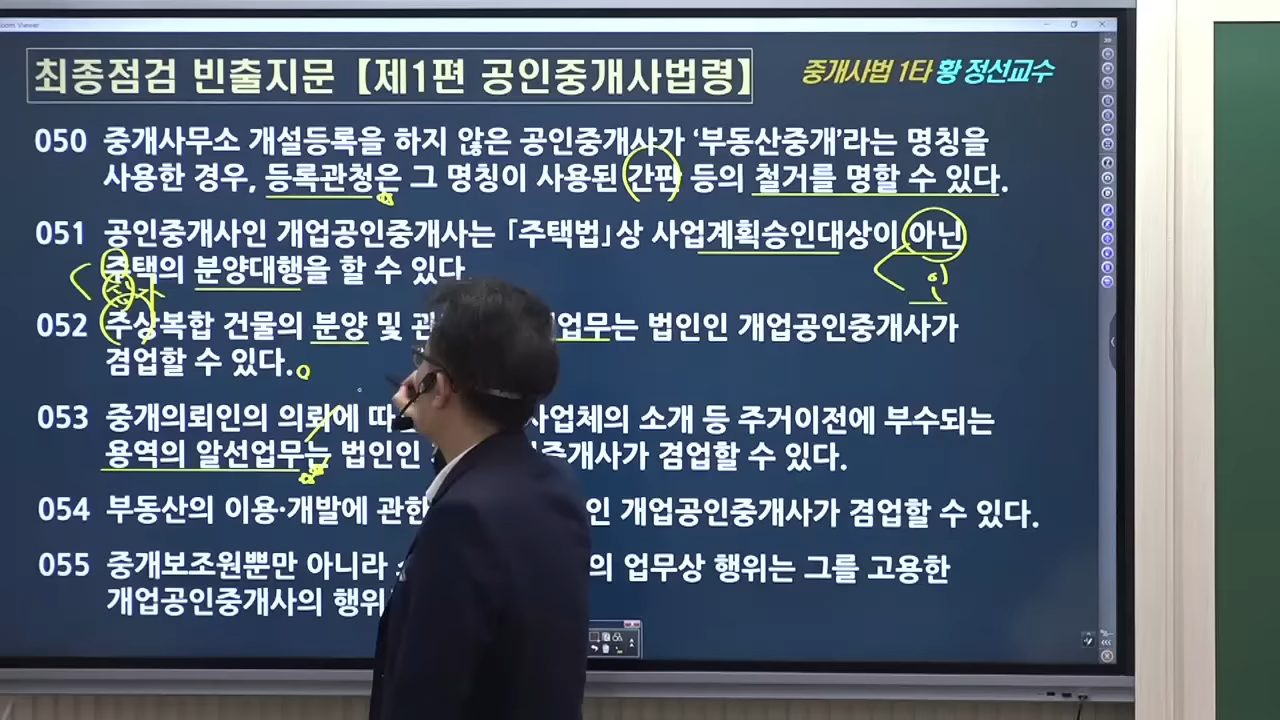 최종점검 빈출지문 【제1편 공인중개사법령】
중개사법 1타 황 정선교수
050 중개사무소 개설등록을 하지 않은 공인중개사가 ‘부동산중개’라는 명칭을
사용한 경우, 등록관청은 그 명칭이 사용된 간판 등의 철거를 명할 수 있다.
051 공인중개사인 개업공인중개사는 「주택법」상 사업계획승인대상이 아닌
주택의 분양대행을 할 수 있다
052 주상복합 건물의 분양 및 관 업무는 법인인 개업공인중개사가
겸업할 수 있다.
053 중개의뢰인의 의뢰에 따 사업체의 소개 등 주거이전에 부수되는
용역의 알선업무는 법인인 중개사가 겸업할 수 있다.
054 부동산의 이용·개발에 관한 인 개업공인중개사가 겸업할 수 있다.
055 중개보조원뿐만 아니라 의 업무상 행위는 그를 고용한
개업공인중개사의 행위